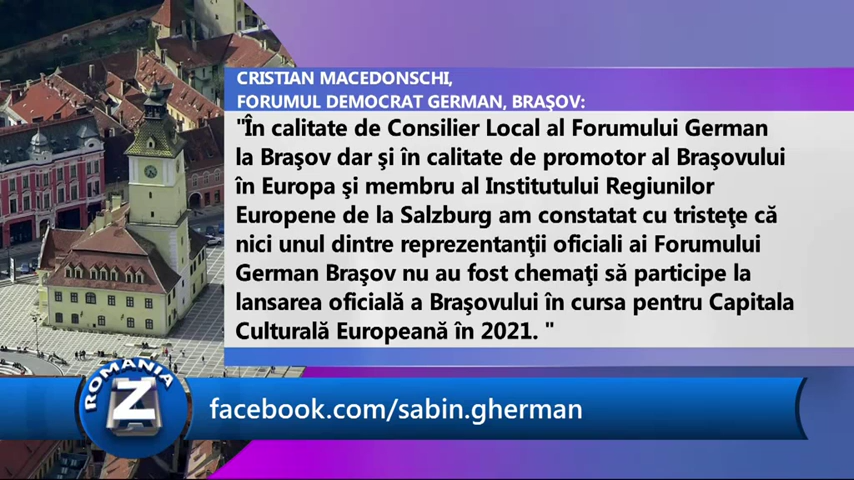 CRISTIAN MACEDONSCHI,
FORUMUL DEMOCRAT GERMAN, BRAŞOV:
"În calitate de Consilier Local al Forumului German
la Braşov dar şi în calitate de promotor al Braşovului
în Europa şi membru al Institutului Regiunilor
Europene de la Salzburg am constatat cu tristeţe că
nici unul dintre reprezentanţii oficiali ai Forumului
German Braşov nu au fost chemaţi să participe la
lansarea oficială a Braşovului în cursa pentru Capitala
Culturală Europeană în 2021. "
ROMANIA
Z
facebook.com/sabin.gherman